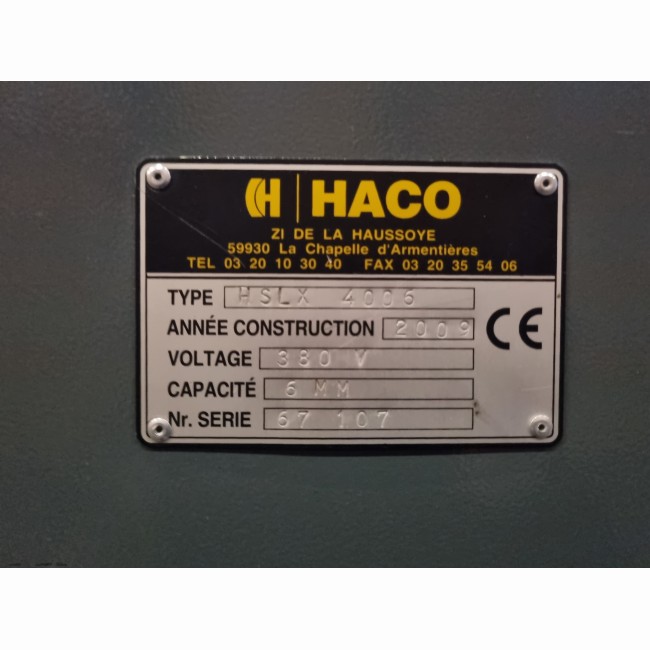 HACO
ZI DE LA HAUSSOYE
59930 La Chapelle d'Armentières
TEL 03 20 10 30 40 FAX 03 20 35 54 06
TYPE HSLX 4006
ANNÉE CONSTRUCTION 2009
CE
VOLTAGE 380 V
CAPACITÉ 6 MM
Nr. SERIE 67 107